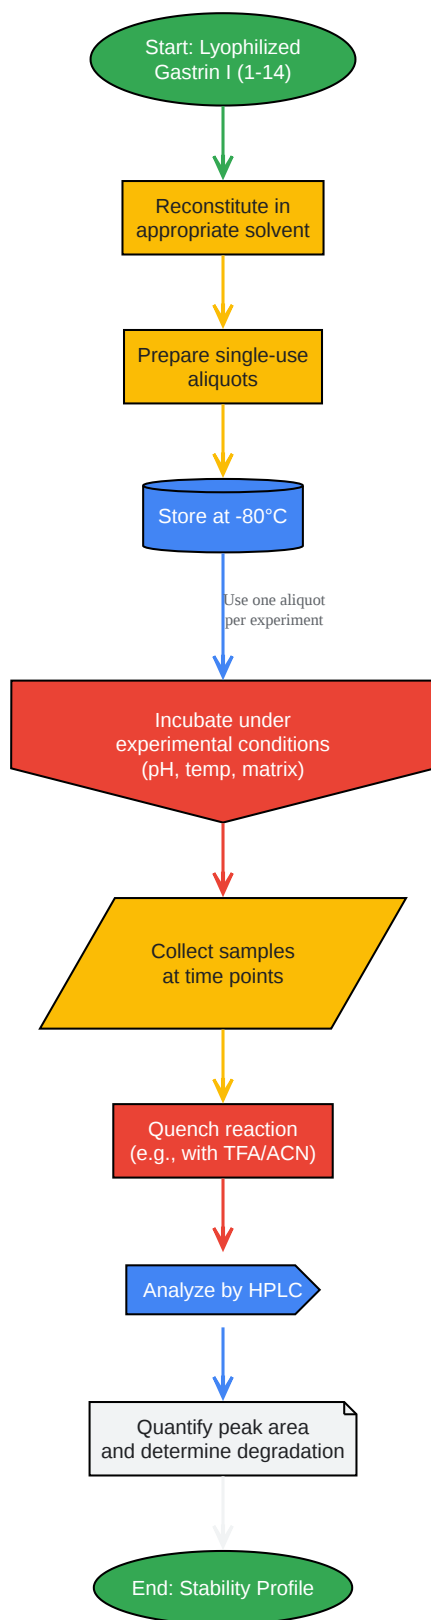 Start: Lyophilized
Gastrin I (1-14)
Reconstitute in
appropriate solvent
Prepare single-use
aliquots
Store at -80°C
Use one aliquot
per experiment
Incubate under
experimental conditions
(pH, temp, matrix)
Collect samples
at time points
Quench reaction
(e.g., with TFA/ACN)
Analyze by HPLC
Quantify peak area
and determine degradation
End: Stability Profile